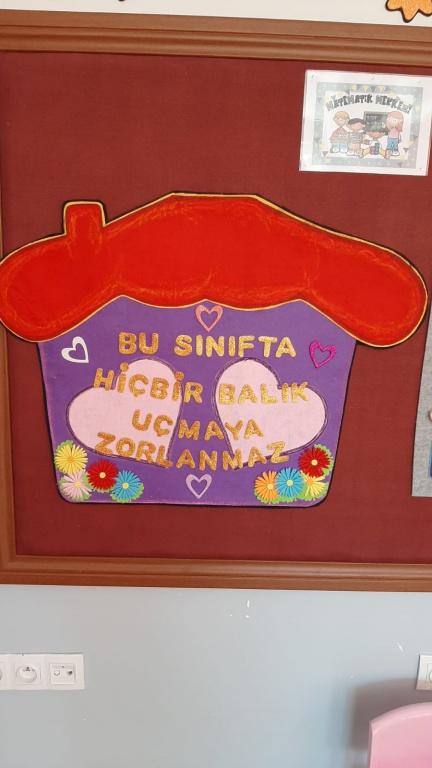 MATEMATİK MERKEZİ
BU SINIFTA
HİÇBİR BALIK
UÇMAYA
ZORLANMAZ